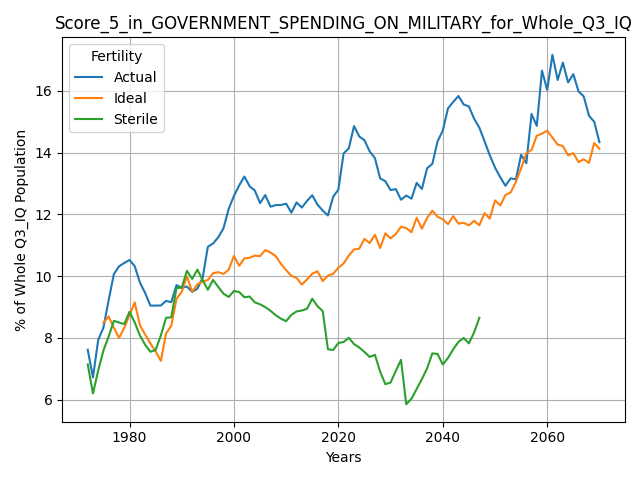 Score_5_in_GOVERNMENT_SPENDING_ON_MILITARY_for_Whole_Q3_IQ
Fertility
Actual
Ideal
Sterile
% of Whole Q3_IQ Population
16
14
12
10
8
6
1980
2000
2020
2040
2060
Years